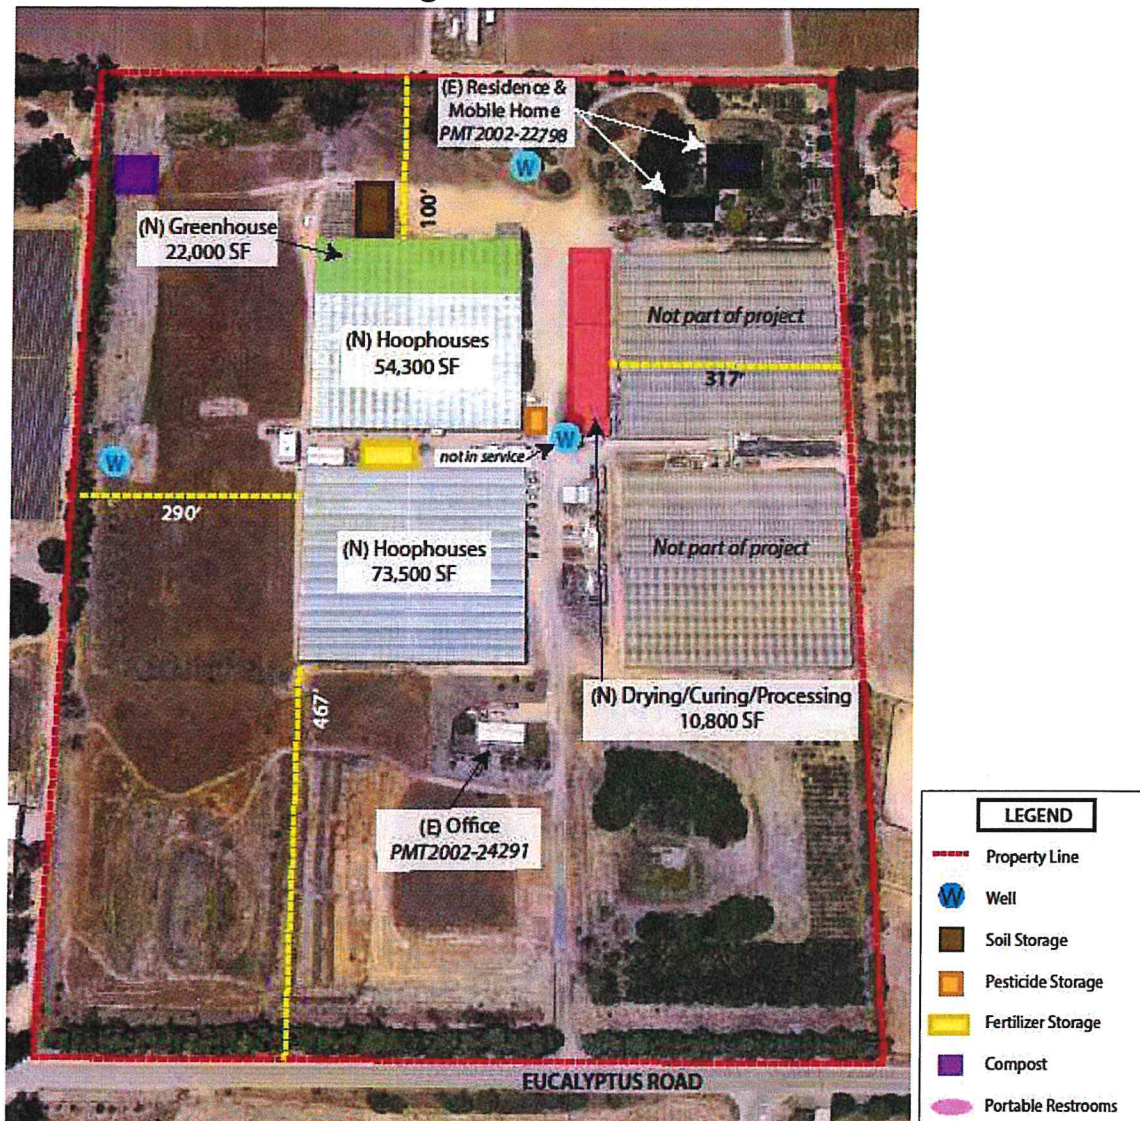 (E) Residence &
Mobile Home
PMT2002-22798
W
100'
(N) Greenhouse
22,000 SF
(N) Hoophouses
54,300 SF
Not part of project
317'
W
not in service
W
290'
(N) Hoophouses
73,500 SF
Not part of project
467'
(N) Drying/Curing/Processing
10,800 SF
(E) Office
PMT2002-24291
EUCALYPTUS ROAD
LEGEND
Property Line
W Well
Soil Storage
Pesticide Storage
Fertilizer Storage
Compost
Portable Restrooms